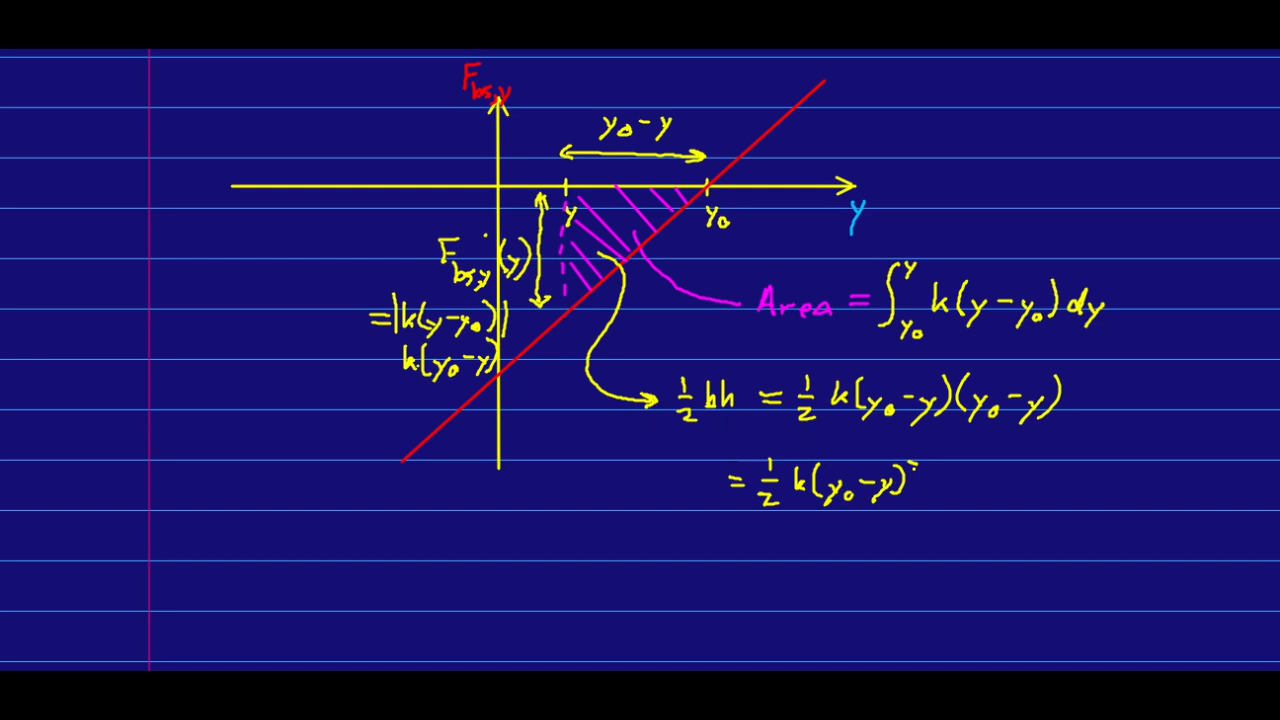 F_bs,y
y₀ - y
y
y₀
y
F_bs,y (y)
= |k(y - y₀)|
k(y₀ - y)
Area = ∫_{y₀}^{y} k(y - y₀) dy
½ bh = ½ k(y₀ - y)(y₀ - y)
= ½ k(y₀ - y)²